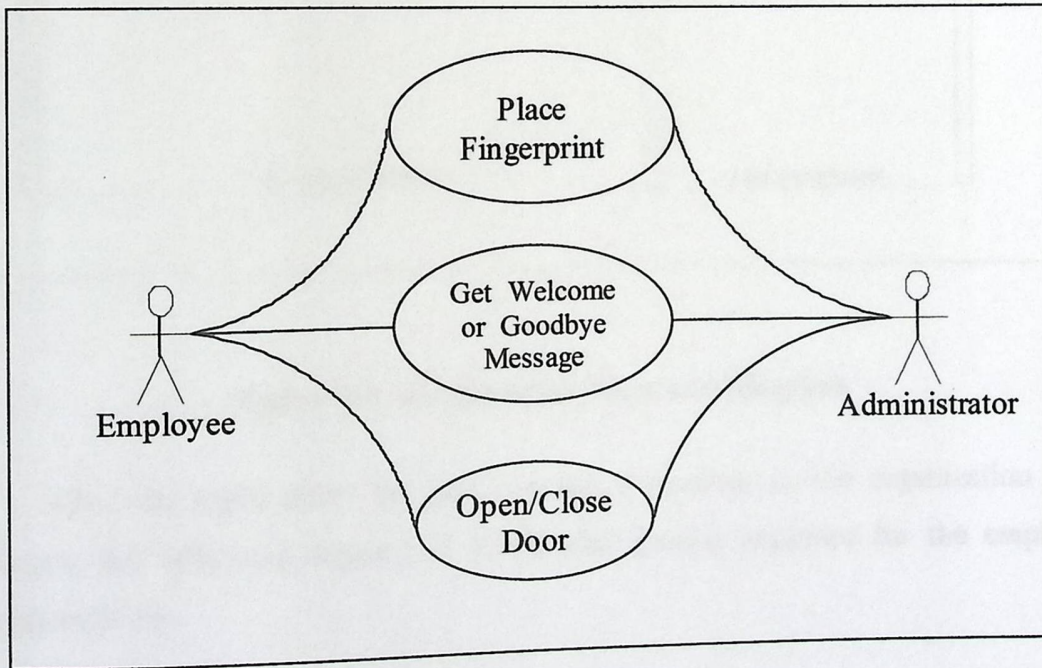 Place
Fingerprint
Get Welcome
or Goodbye
Message
Employee
Administrator
Open/Close
Door